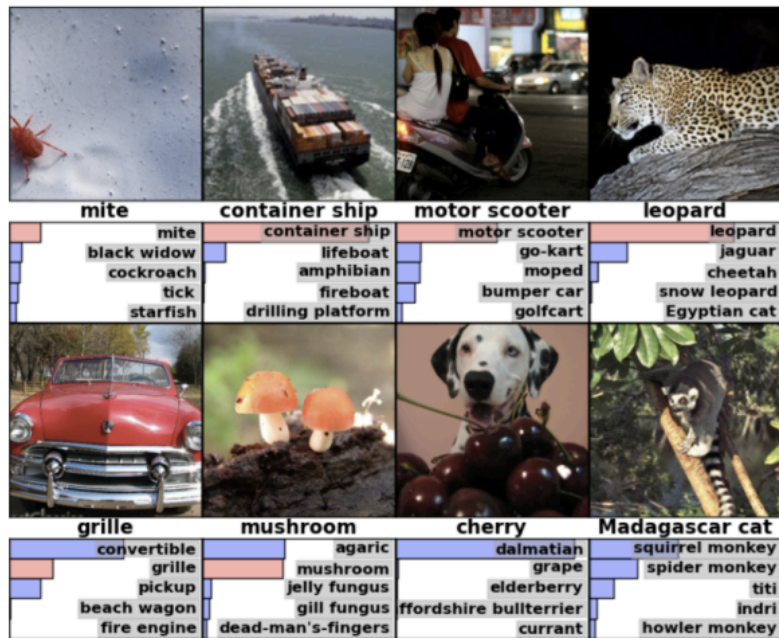 mite
container ship
motor scooter
leopard
mite
black widow
cockroach
tick
starfish
container ship
lifeboat
amphibian
fireboat
drilling platform
motor scooter
go-kart
moped
bumper car
golfcart
leopard
jaguar
cheetah
snow leopard
Egyptian cat
grille
mushroom
cherry
Madagascar cat
convertible
grille
pickup
beach wagon
fire engine
agaric
mushroom
jelly fungus
gill fungus
dead-man's-fingers
dalmatian
grape
elderberry
ffordshire bullterrier
currant
squirrel monkey
spider monkey
titi
indri
howler monkey